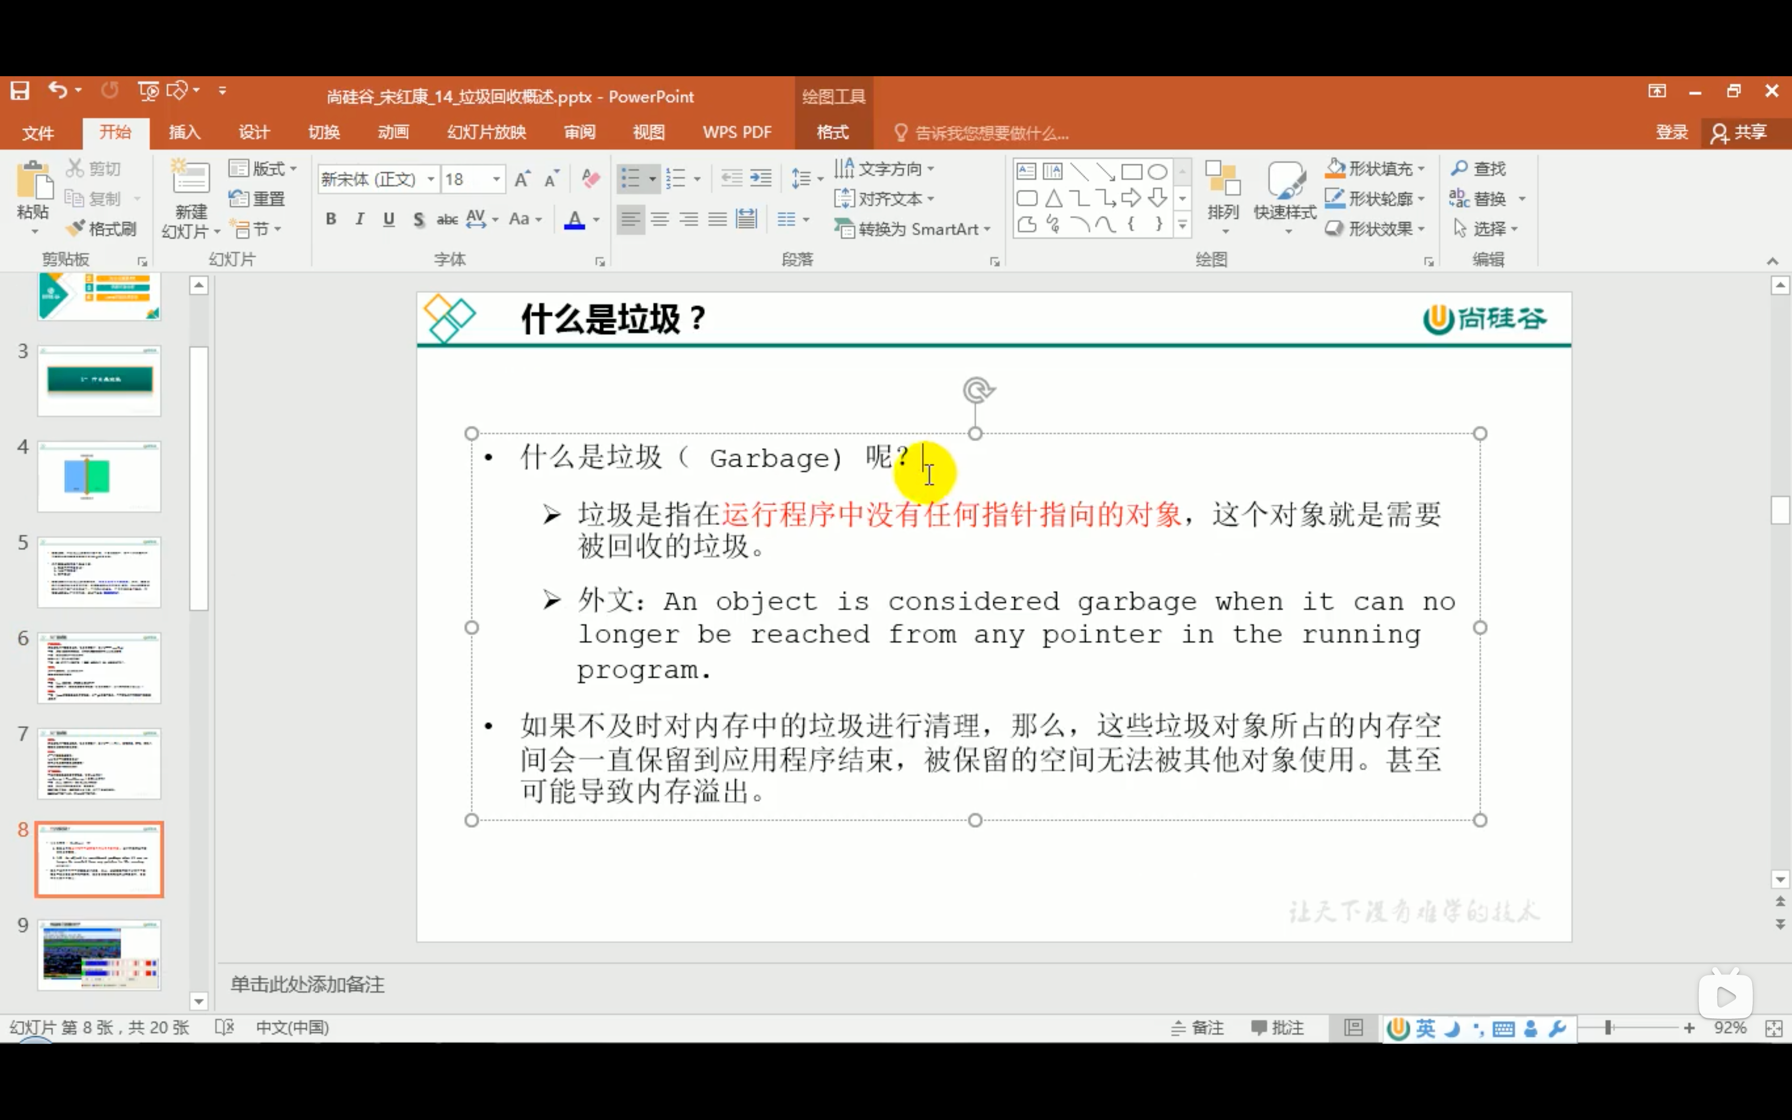 尚硅谷_宋红康_14_垃圾回收概述.pptx - PowerPoint
绘图工具
文件
开始
插入
设计
切换
动画
幻灯片放映
审阅
视图
WPS PDF
格式
告诉我您想要做什么...
登录
共享
粘贴
剪切
复制
格式刷
剪贴板
新建
幻灯片
版式
重置
节
幻灯片
新宋体 (正文)
18
B I U S abc AV Aa A
字体
文字方向
对齐文本
转换为 SmartArt
段落
排列
快速样式
形状填充
形状轮廓
形状效果
绘图
查找
替换
选择
编辑
3
4
5
6
7
8
9
什么是垃圾？
尚硅谷
• 什么是垃圾（ Garbage) 呢?
垃圾是指在运行程序中没有任何指针指向的对象，这个对象就是需要
被回收的垃圾。
外文: An object is considered garbage when it can no
longer be reached from any pointer in the running
program.
• 如果不及时对内存中的垃圾进行清理，那么，这些垃圾对象所占的内存空
间会一直保留到应用程序结束，被保留的空间无法被其他对象使用。甚至
可能导致内存溢出。
让天下没有难学的技术
单击此处添加备注
幻灯片 第 8 张，共 20 张
中文(中国)
备注
批注
英
92%